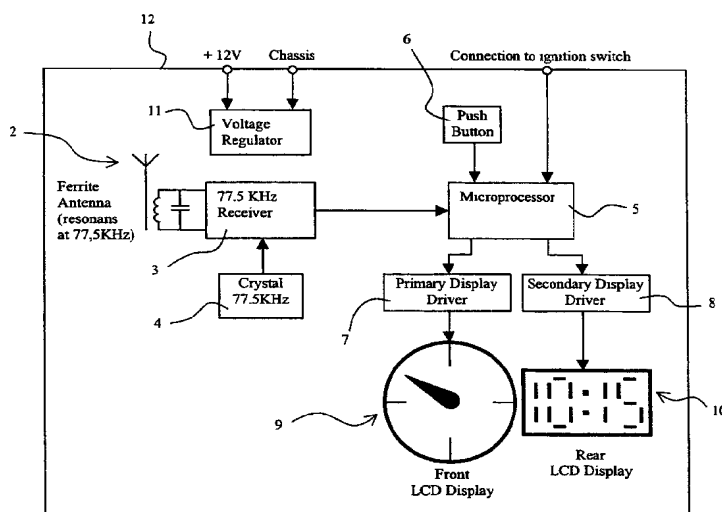 12
+ 12V
Chassis
6
Connection to ignition switch
11
Voltage
Regulator
Push
Button
2
Ferrite
Antenna
(resonans
at 77,5KHz)
77.5 KHz
Receiver
3
Microprocessor
5
Crystal
77.5KHz
4
Primary Display
Driver
7
Secondary Display
Driver
8
9
10:15
10
Front
LCD Display
Rear
LCD Display